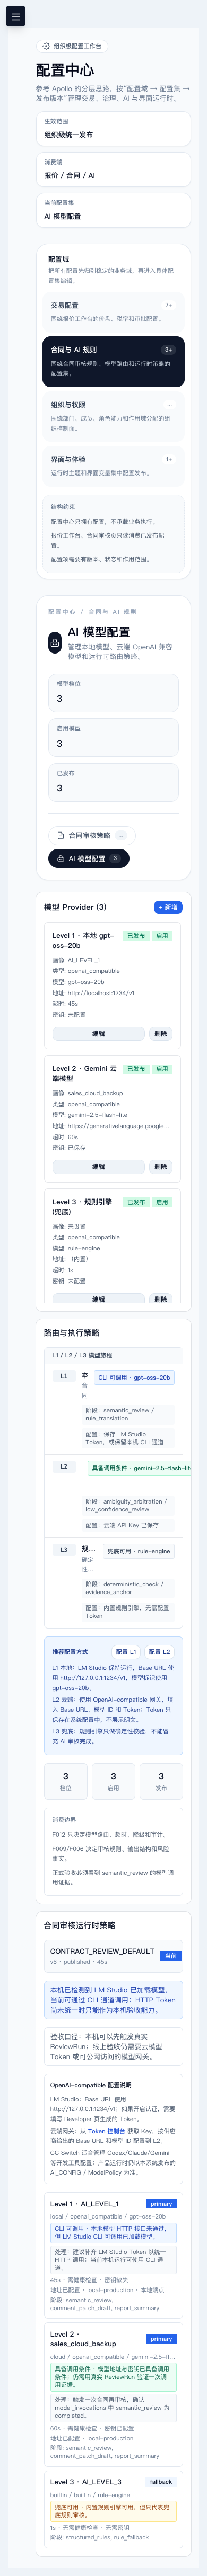 组织级配置工作台
配置中心
参考 Apollo 的分层思路，按“配置域 → 配置集 →
发布版本”管理交易、治理、AI 与界面运行时。
生效范围
组织级统一发布
消费端
报价 / 合同 / AI
当前配置集
AI 模型配置
配置域
把所有配置先归到稳定的业务域，再进入具体配
置集编辑。
交易配置
7+
围绕报价工作台的价盘、税率和审批配置。
合同与 AI 规则
3+
围绕合同审核规则、模型路由和运行时策略的
配置集。
组织与权限
...
围绕部门、成员、角色能力和作用域分配的组
织控制面。
界面与体验
1+
运行时主题和界面变量集中配置发布。
结构约束
配置中心只拥有配置，不承载业务执行。
报价工作台、合同审核页只读消费已发布配
置。
配置项需要有版本、状态和作用范围。
配置中心 / 合同与 AI 规则
AI 模型配置
管理本地模型、云端 OpenAI 兼容
模型和运行时路由策略。
模型档位
3
启用模型
3
已发布
3
合同审核策略
...
AI 模型配置
3
模型 Provider (3)
+ 新增
Level 1 · 本地 gpt-
oss-20b
已发布
启用
画像: AI_LEVEL_1
类型: openai_compatible
模型: gpt-oss-20b
地址: http://localhost:1234/v1
超时: 45s
密钥: 未配置
编辑
删除
Level 2 · Gemini 云
端模型
已发布
启用
画像: sales_cloud_backup
类型: openai_compatible
模型: gemini-2.5-flash-lite
地址: https://generativelanguage.google...
超时: 60s
密钥: 已保存
编辑
删除
Level 3 · 规则引擎
(兜底)
已发布
启用
画像: 未设置
类型: openai_compatible
模型: rule-engine
地址: （内置）
超时: 1s
密钥: 未配置
编辑
删除
路由与执行策略
L1 / L2 / L3 模型旅程
L1
本
合
同
CLI 可调用 · gpt-oss-20b
阶段：semantic_review /
rule_translation
配置：保存 LM Studio
Token，或保留本机 CLI 通道
L2
具备调用条件 · gemini-2.5-flash-lite
阶段：ambiguity_arbitration /
low_confidence_review
配置：云端 API Key 已保存
L3
规...
确定
性...
兜底可用 · rule-engine
阶段：deterministic_check /
evidence_anchor
配置：内置规则引擎，无需配置
Token
推荐配置方式
配置 L1
配置 L2
L1 本地：LM Studio 保持运行，Base URL 使
用 http://127.0.0.1:1234/v1，模型标识使用
gpt-oss-20b。
L2 云端：使用 OpenAI-compatible 网关，填
入 Base URL、模型 ID 和 Token；Token 只
保存在系统配置中，不展示明文。
L3 兜底：规则引擎只做确定性校验，不能冒
充 AI 审核完成。
3
档位
3
启用
3
发布
消费边界
F012 只决定模型路由、超时、降级和审计。
F009/F006 决定审核规则、输出结构和风险
事实。
正式验收必须看到 semantic_review 的模型调
用证据。
合同审核运行时策略
CONTRACT_REVIEW_DEFAULT
当前
v5 · published · 45s
本机已检测到 LM Studio 已加载模型，
当前可通过 CLI 通道调用；HTTP Token
尚未统一时只能作为本机验收能力。
验收口径：本机可以先触发真实
ReviewRun；线上验收仍需要云模型
Token 或可公网访问的模型网关。
OpenAI-compatible 配置说明
LM Studio：Base URL 使用
http://127.0.0.1:1234/v1；如果开启认证，需要
填写 Developer 页生成的 Token。
云端网关：从 Token 控制台 获取 Key，按供应
商给出的 Base URL 和模型 ID 配置到 L2。
CC Switch 适合管理 Codex/Claude/Gemini
等开发工具配置；产品运行时仍以本系统发布的
AI_CONFIG / ModelPolicy 为准。
Level 1 · AI_LEVEL_1
primary
local / openai_compatible / gpt-oss-20b
CLI 可调用 · 本地模型 HTTP 接口未通过，
但 LM Studio CLI 可调用已加载模型。
处理：建议补齐 LM Studio Token 以统一
HTTP 调用；当前本机运行可使用 CLI 通
道。
45s · 需健康检查 · 密钥缺失
地址已配置 · local-production · 本地端点
阶段: semantic_review,
comment_patch_draft, report_summary
Level 2 ·
sales_cloud_backup
primary
cloud / openai_compatible / gemini-2.5-fl...
具备调用条件 · 模型地址与密钥已具备调用条
件；仍需用真实 ReviewRun 验证一次调
用证据。
处理：触发一次合同再审核，确认
model_invocations 中 semantic_review 为
completed。
60s · 需健康检查 · 密钥已配置
地址已配置 · local-production
阶段: semantic_review,
comment_patch_draft, report_summary
Level 3 · AI_LEVEL_3
fallback
builtin / builtin / rule-engine
兜底可用 · 内置规则引擎可用，但只代表兜
底规则审核。
1s · 无需健康检查 · 无需密钥
阶段: structured_rules, rule_fallback